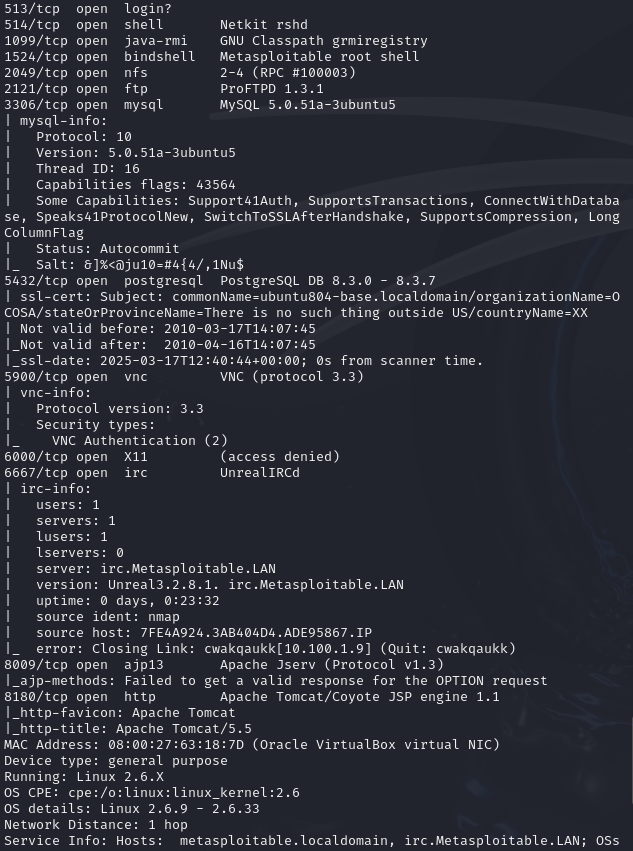 513/tcp  open  login?
514/tcp  open  shell       Netkit rshd
1099/tcp open  java-rmi    GNU Classpath grmiregistry
1524/tcp open  bindshell   Metasploitable root shell
2049/tcp open  nfs         2-4 (RPC #100003)
2121/tcp open  ftp         ProFTPD 1.3.1
3306/tcp open  mysql       MySQL 5.0.51a-3ubuntu5
| mysql-info:
|   Protocol: 10
|   Version: 5.0.51a-3ubuntu5
|   Thread ID: 16
|   Capabilities flags: 43564
|   Some Capabilities: Support41Auth, SupportsTransactions, ConnectWithDataba
se, Speaks41ProtocolNew, SwitchToSSLAfterHandshake, SupportsCompression, Long
ColumnFlag
|   Status: Autocommit
|_  Salt: &]%<@ju10=#4{4/,1Nu$
5432/tcp open  postgresql  PostgreSQL DB 8.3.0 - 8.3.7
| ssl-cert: Subject: commonName=ubuntu804-base.localdomain/organizationName=O
COSA/stateOrProvinceName=There is no such thing outside US/countryName=XX
| Not valid before: 2010-03-17T14:07:45
|_Not valid after:  2010-04-16T14:07:45
|_ssl-date: 2025-03-17T12:40:44+00:00; 0s from scanner time.
5900/tcp open  vnc         VNC (protocol 3.3)
| vnc-info:
|   Protocol version: 3.3
|   Security types:
|_    VNC Authentication (2)
6000/tcp open  X11         (access denied)
6667/tcp open  irc         UnrealIRCd
| irc-info:
|   users: 1
|   servers: 1
|   lusers: 1
|   lservers: 0
|   server: irc.Metasploitable.LAN
|   version: Unreal3.2.8.1. irc.Metasploitable.LAN
|   uptime: 0 days, 0:23:32
|   source ident: nmap
|   source host: 7FE4A924.3AB404D4.ADE95867.IP
|_  error: Closing Link: cwakqaukk[10.100.1.9] (Quit: cwakqaukk)
8009/tcp open  ajp13       Apache Jserv (Protocol v1.3)
|_ajp-methods: Failed to get a valid response for the OPTION request
8180/tcp open  http        Apache Tomcat/Coyote JSP engine 1.1
|_http-favicon: Apache Tomcat
|_http-title: Apache Tomcat/5.5
MAC Address: 08:00:27:63:18:7D (Oracle VirtualBox virtual NIC)
Device type: general purpose
Running: Linux 2.6.X
OS CPE: cpe:/o:linux:linux_kernel:2.6
OS details: Linux 2.6.9 - 2.6.33
Network Distance: 1 hop
Service Info: Hosts:  metasploitable.localdomain, irc.Metasploitable.LAN; OSs